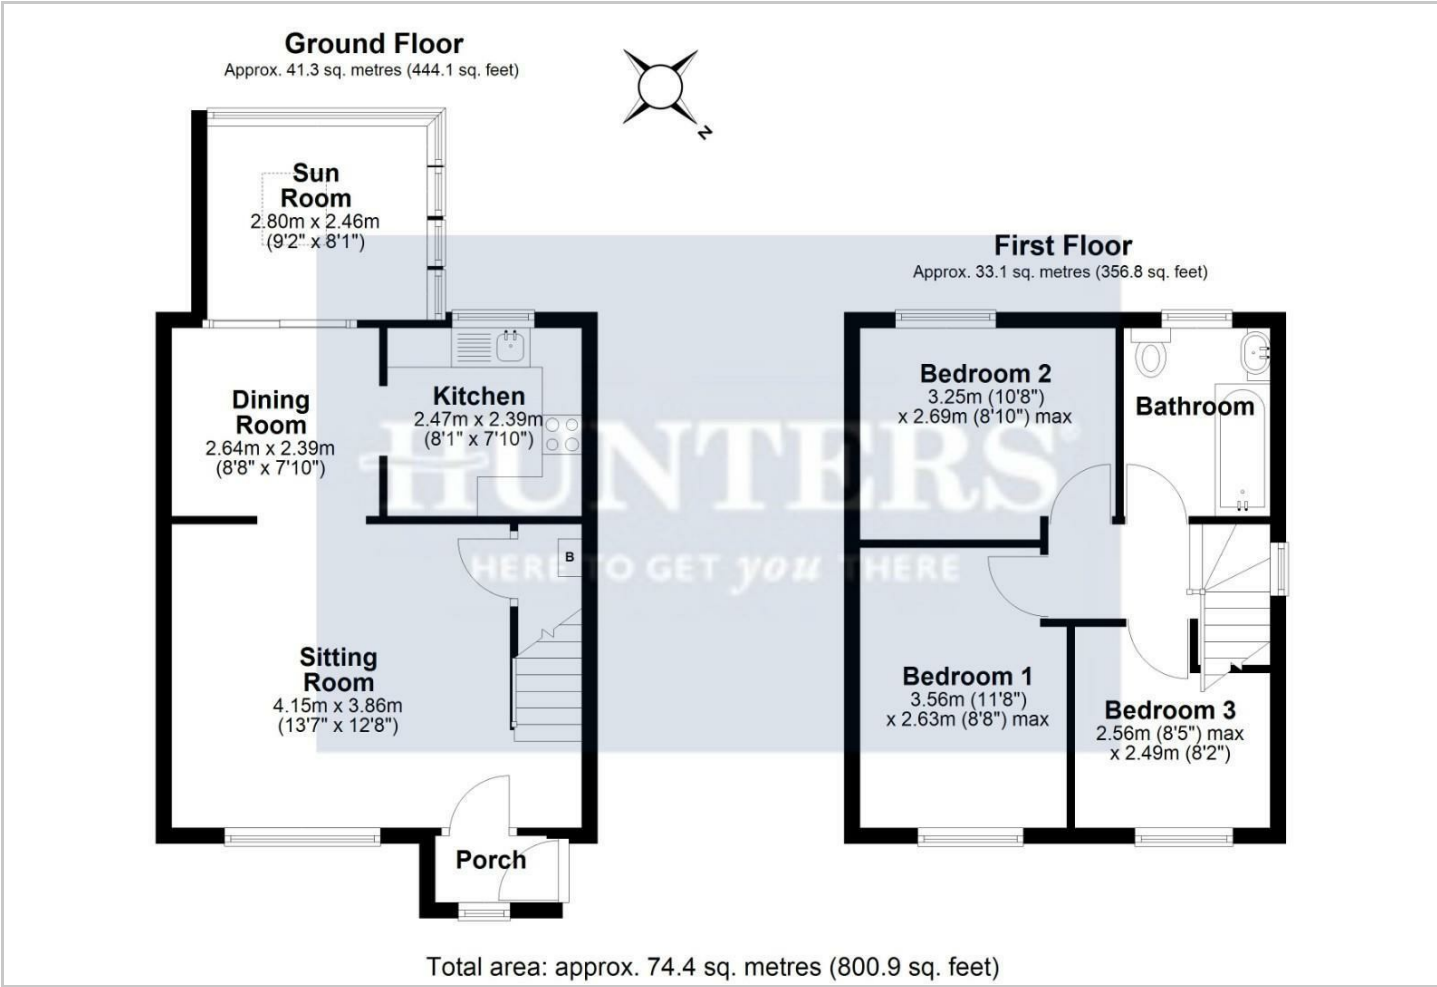 Ground Floor
Approx. 41.3 sq. metres (444.1 sq. feet)
N
Sun
Room
2.80m x 2.46m
(9'2" x 8'1")
First Floor
Approx. 33.1 sq. metres (356.8 sq. feet)
Dining
Room
2.64m x 2.39m
(8'8" x 7'10")
Kitchen
2.47m x 2.39m
(8'1" x 7'10")
Bedroom 2
3.25m (10'8")
x 2.69m (8'10") max
Bathroom
HUNTERS®
HERE TO GET you THERE
B
Sitting
Room
4.15m x 3.86m
(13'7" x 12'8")
Bedroom 1
3.56m (11'8")
x 2.63m (8'8") max
Bedroom 3
2.56m (8'5") max
x 2.49m (8'2")
Porch
Total area: approx. 74.4 sq. metres (800.9 sq. feet)